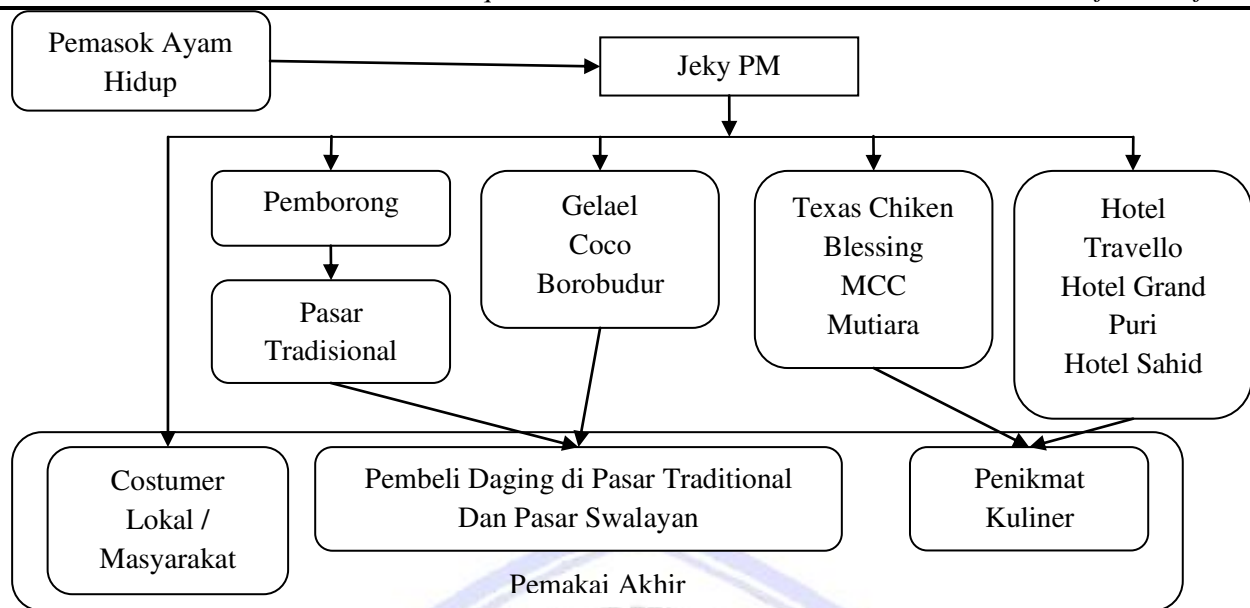 Pemasok Ayam
Hidup
Jeky PM
Pemborong
Pasar
Tradisional
Gelael
Coco
Borobudur
Texas Chiken
Blessing
MCC
Mutiara
Hotel
Travello
Hotel Grand
Puri
Hotel Sahid
Costumer
Lokal /
Masyarakat
Pembeli Daging di Pasar Traditional
Dan Pasar Swalayan
Penikmat
Kuliner
Pemakai Akhir